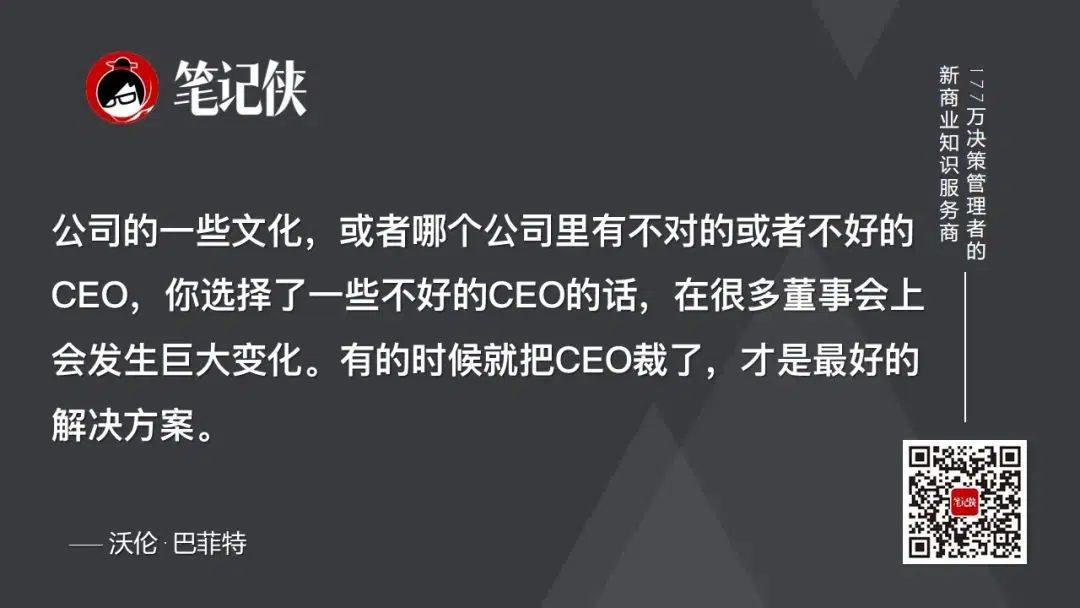 笔记侠
177万决策管理者的
新商业知识服务商
公司的一些文化，或者哪个公司里有不对的或者不好的
CEO，你选择了一些不好的CEO的话，在很多董事会上
会发生巨大变化。有的时候就把CEO裁了，才是最好的
解决方案。
—— 沃伦·巴菲特
笔记侠